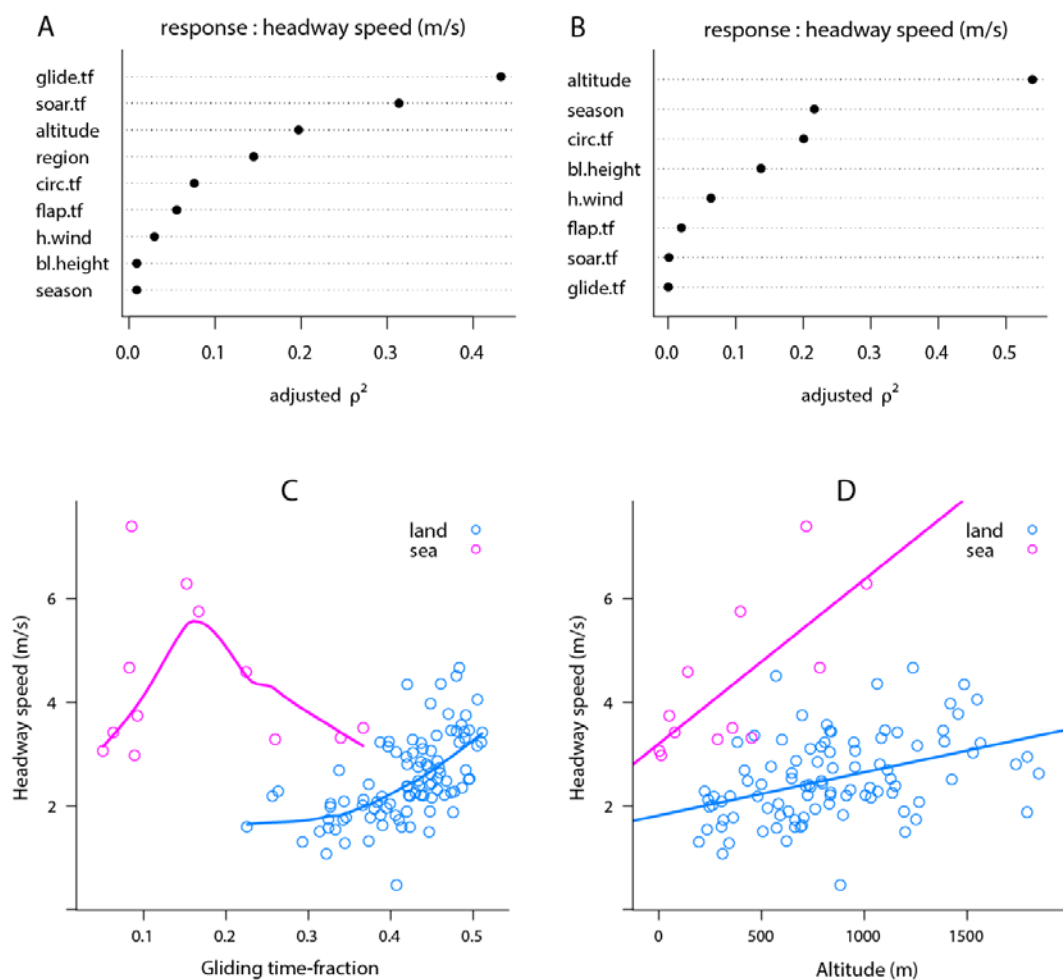 A
response : headway speed (m/s)
glide.tf
soar.tf
altitude
region
circ.tf
flap.tf
h.wind
bl.height
season
0.0 0.1 0.2 0.3 0.4
adjusted ρ²
B
response : headway speed (m/s)
altitude
season
circ.tf
bl.height
h.wind
flap.tf
soar.tf
glide.tf
0.0 0.1 0.2 0.3 0.4 0.5
adjusted ρ²
C
land
sea
Headway speed (m/s)
6
4
2
0.1 0.2 0.3 0.4 0.5
Gliding time-fraction
D
land
sea
Headway speed (m/s)
6
4
2
0 500 1000 1500
Altitude (m)